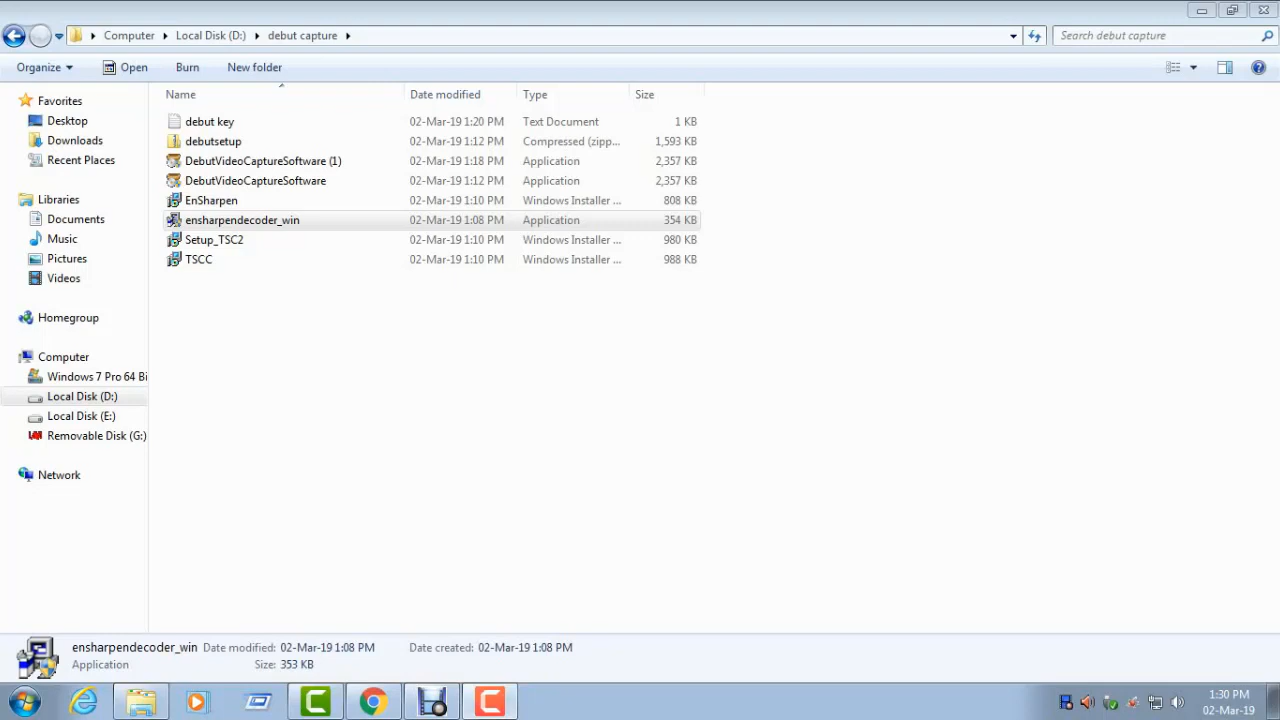 Computer Local Disk (D:) debut capture Search debut capture
Organize Open Burn New folder
Name Date modified Type Size
Favorites
Desktop
Downloads
Recent Places
Libraries
Documents
Music
Pictures
Videos
Homegroup
Computer
Windows 7 Pro 64 Bi
Local Disk (D:)
Local Disk (E:)
Removable Disk (G:)
Network
debut key 02-Mar-19 1:20 PM Text Document 1 KB
debutsetup 02-Mar-19 1:12 PM Compressed (zipp... 1,593 KB
DebutVideoCaptureSoftware (1) 02-Mar-19 1:18 PM Application 2,357 KB
DebutVideoCaptureSoftware 02-Mar-19 1:12 PM Application 2,357 KB
EnSharpen 02-Mar-19 1:10 PM Windows Installer ... 808 KB
ensharpendecoder_win 02-Mar-19 1:08 PM Application 354 KB
Setup_TSC2 02-Mar-19 1:10 PM Windows Installer ... 980 KB
TSCC 02-Mar-19 1:10 PM Windows Installer ... 988 KB
ensharpendecoder_win Date modified: 02-Mar-19 1:08 PM Date created: 02-Mar-19 1:08 PM
Application Size: 353 KB
1:30 PM
02-Mar-19